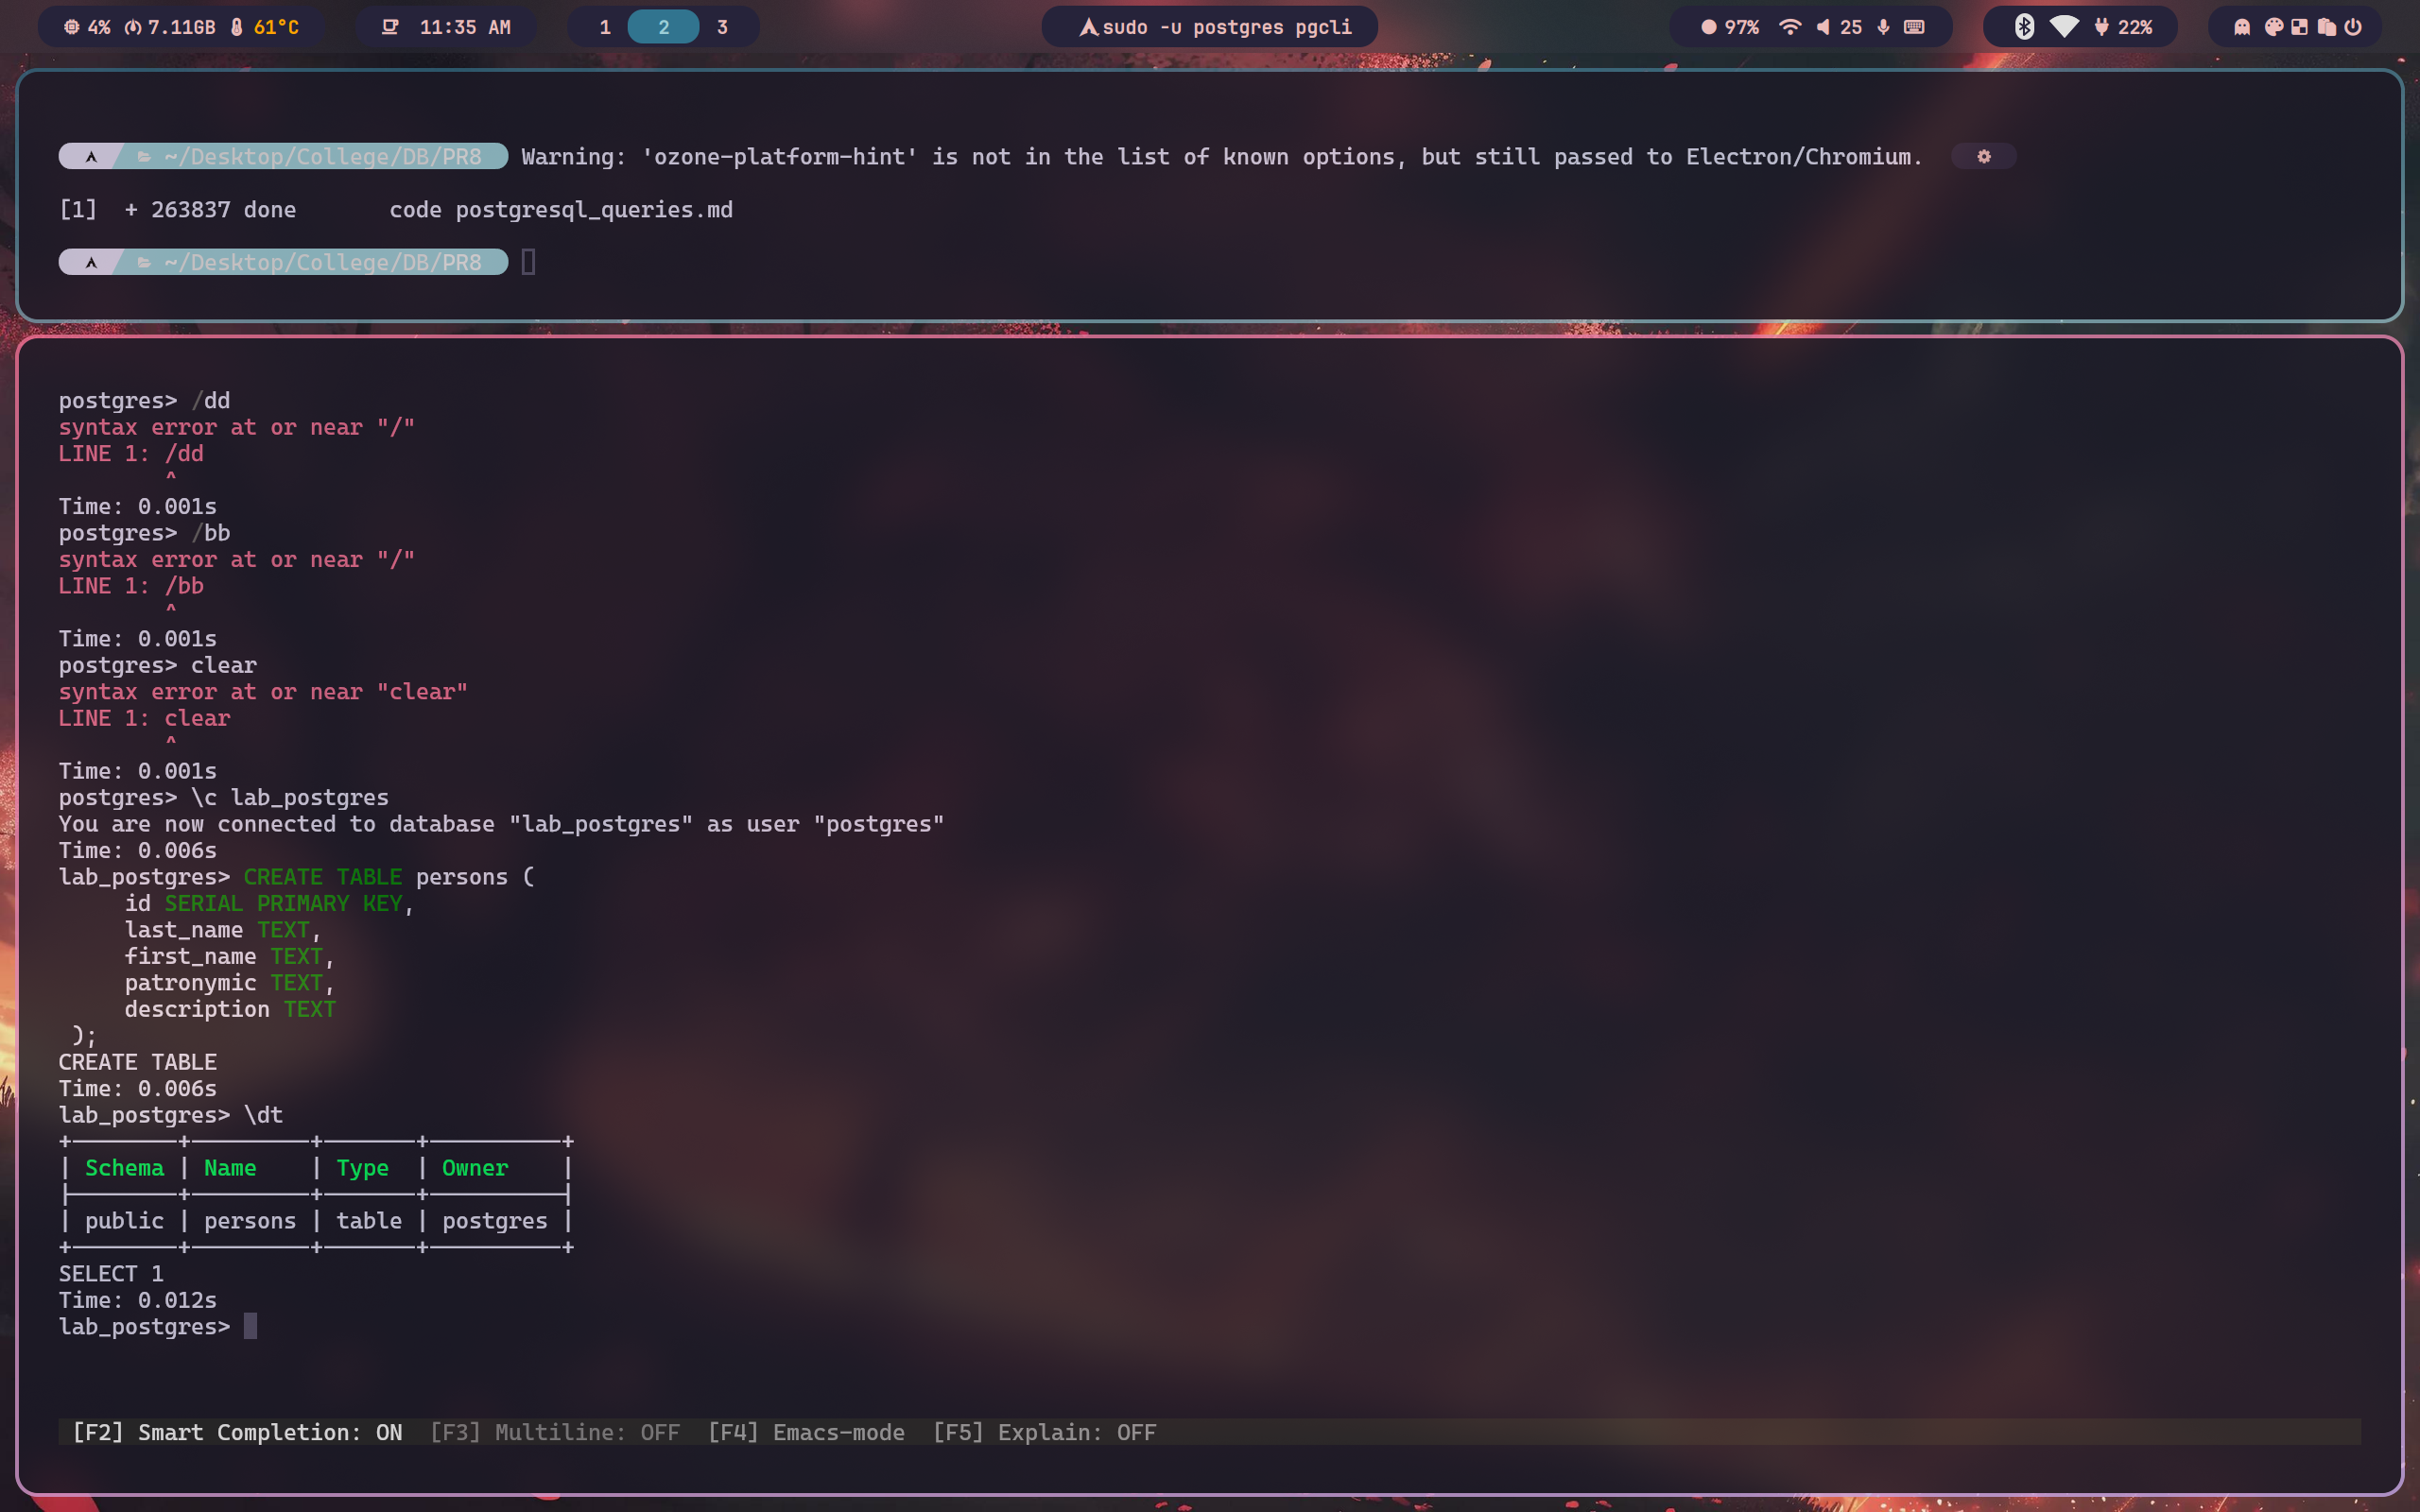 4% 7.11GB 61°C 11:35 AM 1 2 3 sudo -u postgres pgcli 97% 25 22%
~/Desktop/College/DB/PR8 Warning: 'ozone-platform-hint' is not in the list of known options, but still passed to Electron/Chromium.
[1]  + 263837 done       code postgresql_queries.md
~/Desktop/College/DB/PR8
postgres> /dd
syntax error at or near "/"
LINE 1: /dd
        ^
Time: 0.001s
postgres> /bb
syntax error at or near "/"
LINE 1: /bb
        ^
Time: 0.001s
postgres> clear
syntax error at or near "clear"
LINE 1: clear
        ^
Time: 0.001s
postgres> \c lab_postgres
You are now connected to database "lab_postgres" as user "postgres"
Time: 0.006s
lab_postgres> CREATE TABLE persons (
     id SERIAL PRIMARY KEY,
     last_name TEXT,
     first_name TEXT,
     patronymic TEXT,
     description TEXT
 );
CREATE TABLE
Time: 0.006s
lab_postgres> \dt
+--------+---------+-------+----------+
| Schema | Name    | Type  | Owner    |
|--------+---------+-------+----------|
| public | persons | table | postgres |
+--------+---------+-------+----------+
SELECT 1
Time: 0.012s
lab_postgres>
[F2] Smart Completion: ON  [F3] Multiline: OFF  [F4] Emacs-mode  [F5] Explain: OFF